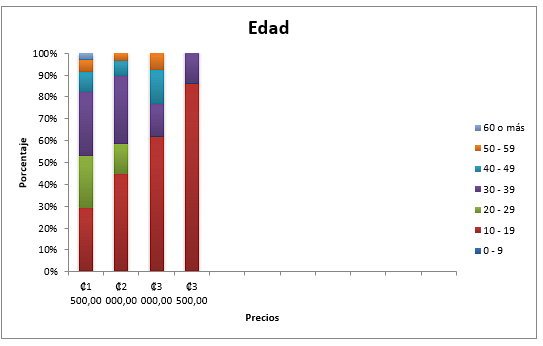 Edad
100%
90%
80%
70%
60%
50%
40%
30%
20%
10%
0%
Porcentaje
₡1 ₡2 ₡3 ₡3
500,00 000,00 000,00 500,00
Precios
60 o más
50 - 59
40 - 49
30 - 39
20 - 29
10 - 19
0 - 9